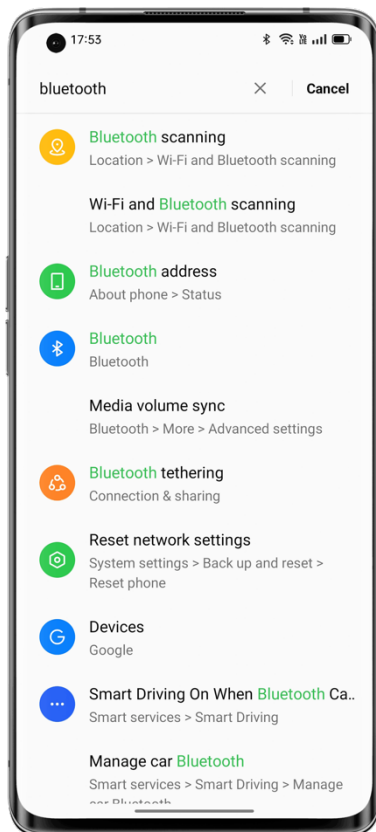 17:53
bluetooth
Cancel
Bluetooth scanning
Location > Wi-Fi and Bluetooth scanning
Wi-Fi and Bluetooth scanning
Location > Wi-Fi and Bluetooth scanning
Bluetooth address
About phone > Status
Bluetooth
Bluetooth
Media volume sync
Bluetooth > More > Advanced settings
Bluetooth tethering
Connection & sharing
Reset network settings
System settings > Back up and reset >
Reset phone
Devices
G
Google
Smart Driving On When Bluetooth Ca..
Smart services > Smart Driving
Manage car Bluetooth
Smart services > Smart Driving > Manage
car Bluetooth